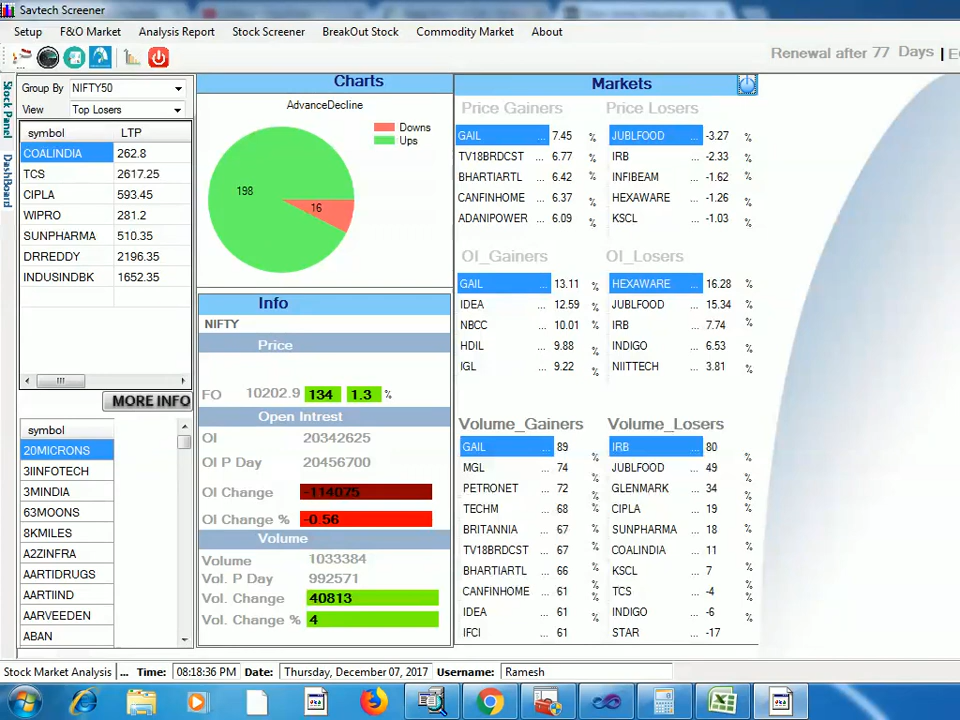 Savtech Screener
Setup F&O Market Analysis Report Stock Screener BreakOut Stock Commodity Market About
Renewal after 77 Days |
Stock Panel
DashBoard
Group By NIFTY50
View Top Losers
symbol LTP
COALINDIA 262.8
TCS 2617.25
CIPLA 593.45
WIPRO 281.2
SUNPHARMA 510.35
DRREDDY 2196.35
INDUSINDBK 1652.35
MORE INFO
symbol
20MICRONS
3IINFOTECH
3MINDIA
63MOONS
8KMILES
A2ZINFRA
AARTIDRUGS
AARTIIND
AARVEEDEN
ABAN
Charts
AdvanceDecline
Downs
Ups
198
16
Info
NIFTY
Price
FO 10202.9 134 1.3 %
Open Intrest
OI 20342625
OI P Day 20456700
OI Change -114075
OI Change % -0.56
Volume
Volume 1033384
Vol. P Day 992571
Vol. Change 40813
Vol. Change % 4
Markets
Price Gainers Price Losers
GAIL ... 7.45 % JUBLFOOD ... -3.27 %
TV18BRDCST ... 6.77 % IRB ... -2.33 %
BHARTIARTL ... 6.42 % INFIBEAM ... -1.62 %
CANFINHOME ... 6.37 % HEXAWARE ... -1.26 %
ADANIPOWER ... 6.09 % KSCL ... -1.03 %
OI_Gainers OI_Losers
GAIL ... 13.11 % HEXAWARE ... 16.28 %
IDEA ... 12.59 % JUBLFOOD ... 15.34 %
NBCC ... 10.01 % IRB ... 7.74 %
HDIL ... 9.88 % INDIGO ... 6.53 %
IGL ... 9.22 % NIITTECH ... 3.81 %
Volume_Gainers Volume_Losers
GAIL ... 89 % IRB ... 80 %
MGL ... 74 % JUBLFOOD ... 49 %
PETRONET ... 72 % GLENMARK ... 34 %
TECHM ... 68 % CIPLA ... 19 %
BRITANNIA ... 67 % SUNPHARMA ... 18 %
TV18BRDCST ... 67 % COALINDIA ... 11 %
BHARTIARTL ... 66 % KSCL ... 7 %
CANFINHOME ... 61 % TCS ... -4 %
IDEA ... 61 % INDIGO ... -6 %
IFCI ... 61 % STAR ... -17 %
Stock Market Analysis ... Time: 08:18:36 PM Date: Thursday, December 07, 2017 Username: Ramesh